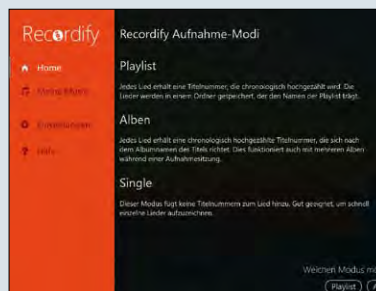 Recordify
Home
Meine Musik
Einstellungen
Hilfe
Recordify Aufnahme-Modi
Playlist
Jedes Lied erhält eine Titelnummer, die chronologisch hochgezählt wird. Die
Lieder werden in einem Ordner gespeichert, der den Namen der Playlist trägt.
Alben
Jedes Lied erhält eine chronologisch hochgezählte Titelnummer, die sich nach
dem Albumnamen des Titels richtet. Dies funktioniert auch mit mehreren Alben
während einer Aufnahmesitzung.
Single
Dieser Modus fügt keine Titelnummern zum Lied hinzu. Gut geeignet, um schnell
einzelne Lieder aufzuzeichnen.
Welchen Modus
Playlist